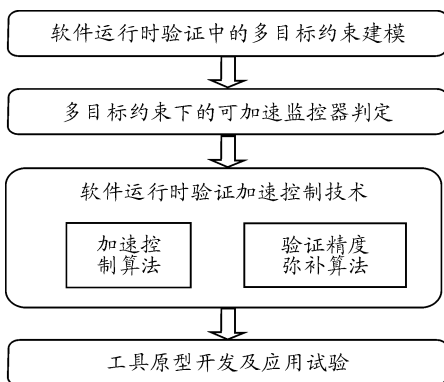 软件运行时验证中的多目标约束建模
多目标约束下的可加速监控器判定
软件运行时验证加速控制技术
加速控
制算法
验证精度
弥补算法
工具原型开发及应用试验